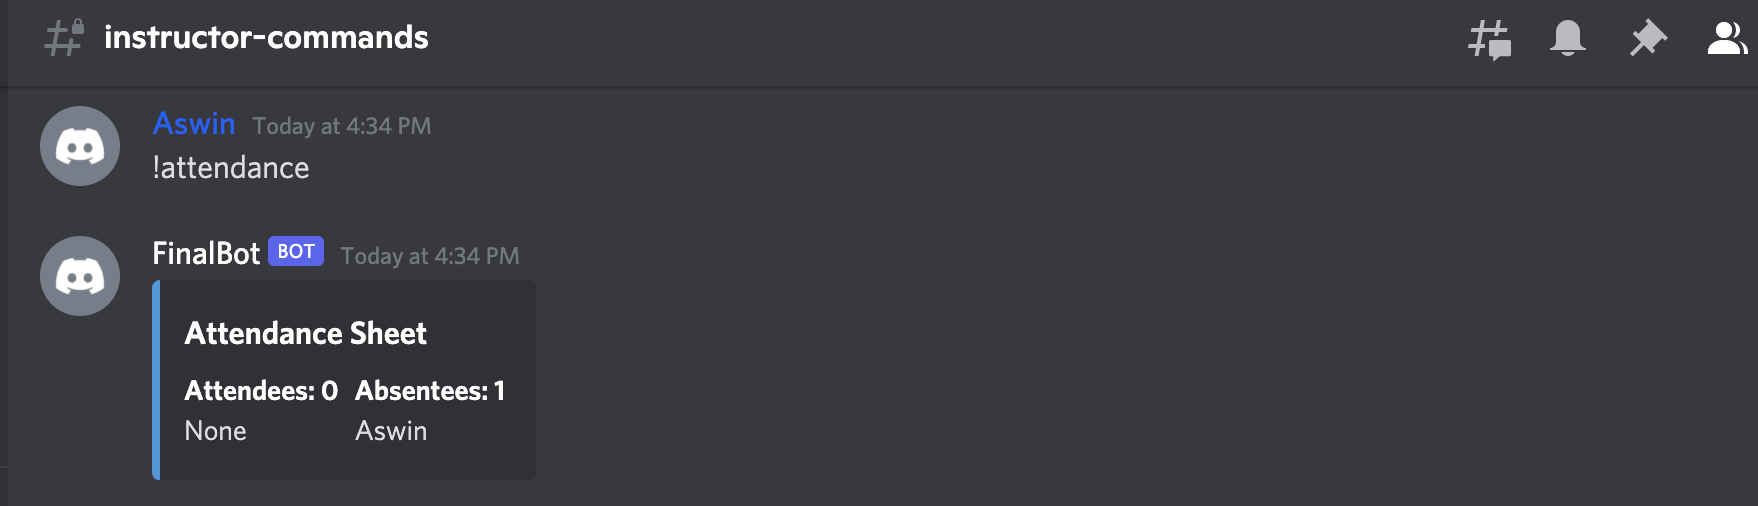 instructor-commands
Aswin Today at 4:34 PM
!attendance
FinalBot BOT Today at 4:34 PM
Attendance Sheet
Attendees: 0 Absentees: 1
None Aswin